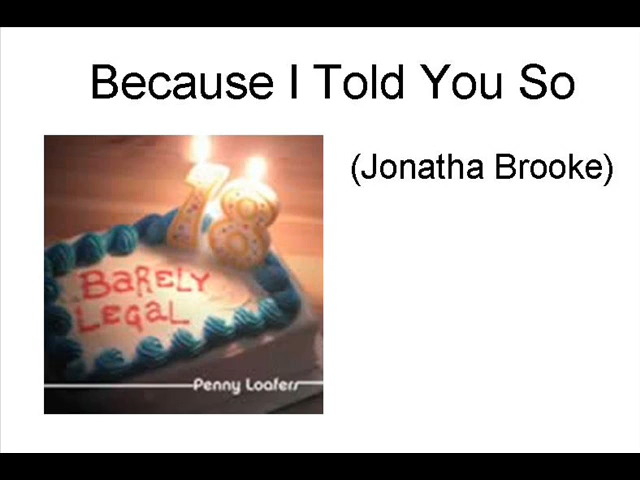 Because I Told You So
(Jonatha Brooke)
18
BARELY
LEGAL
Penny Loafers